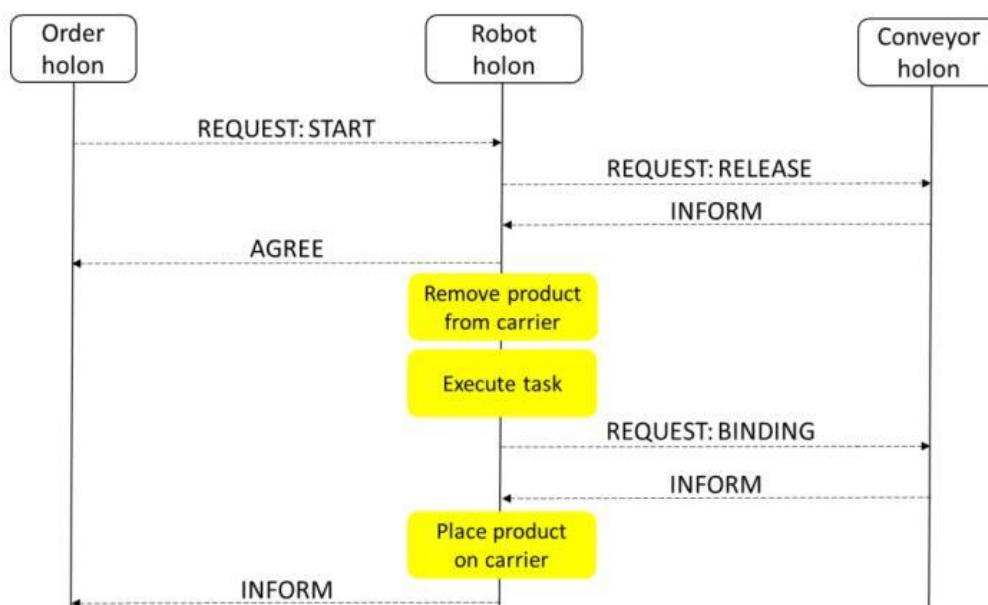 Order
holon
Robot
holon
Conveyor
holon
REQUEST: START
REQUEST: RELEASE
INFORM
AGREE
Remove product
from carrier
Execute task
REQUEST: BINDING
INFORM
Place product
on carrier
INFORM